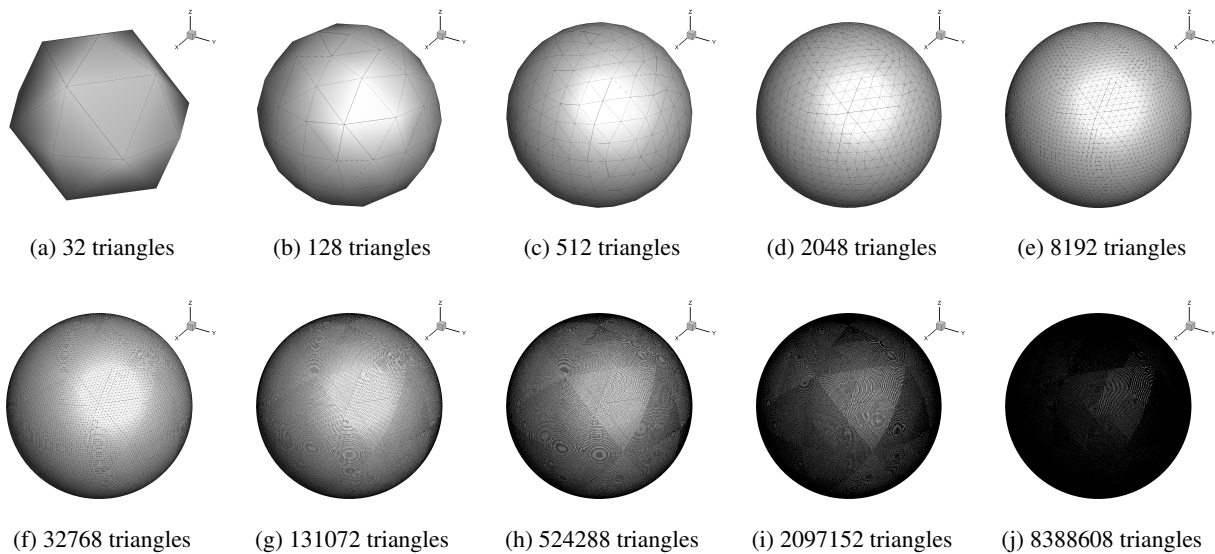 Z
X
Y
Z
X
Y
Z
X
Y
Z
X
Y
Z
X
Y
(a) 32 triangles
(b) 128 triangles
(c) 512 triangles
(d) 2048 triangles
(e) 8192 triangles
Z
X
Y
Z
X
Y
Z
X
Y
Z
X
Y
Z
X
Y
(f) 32768 triangles
(g) 131072 triangles
(h) 524288 triangles
(i) 2097152 triangles
(j) 8388608 triangles